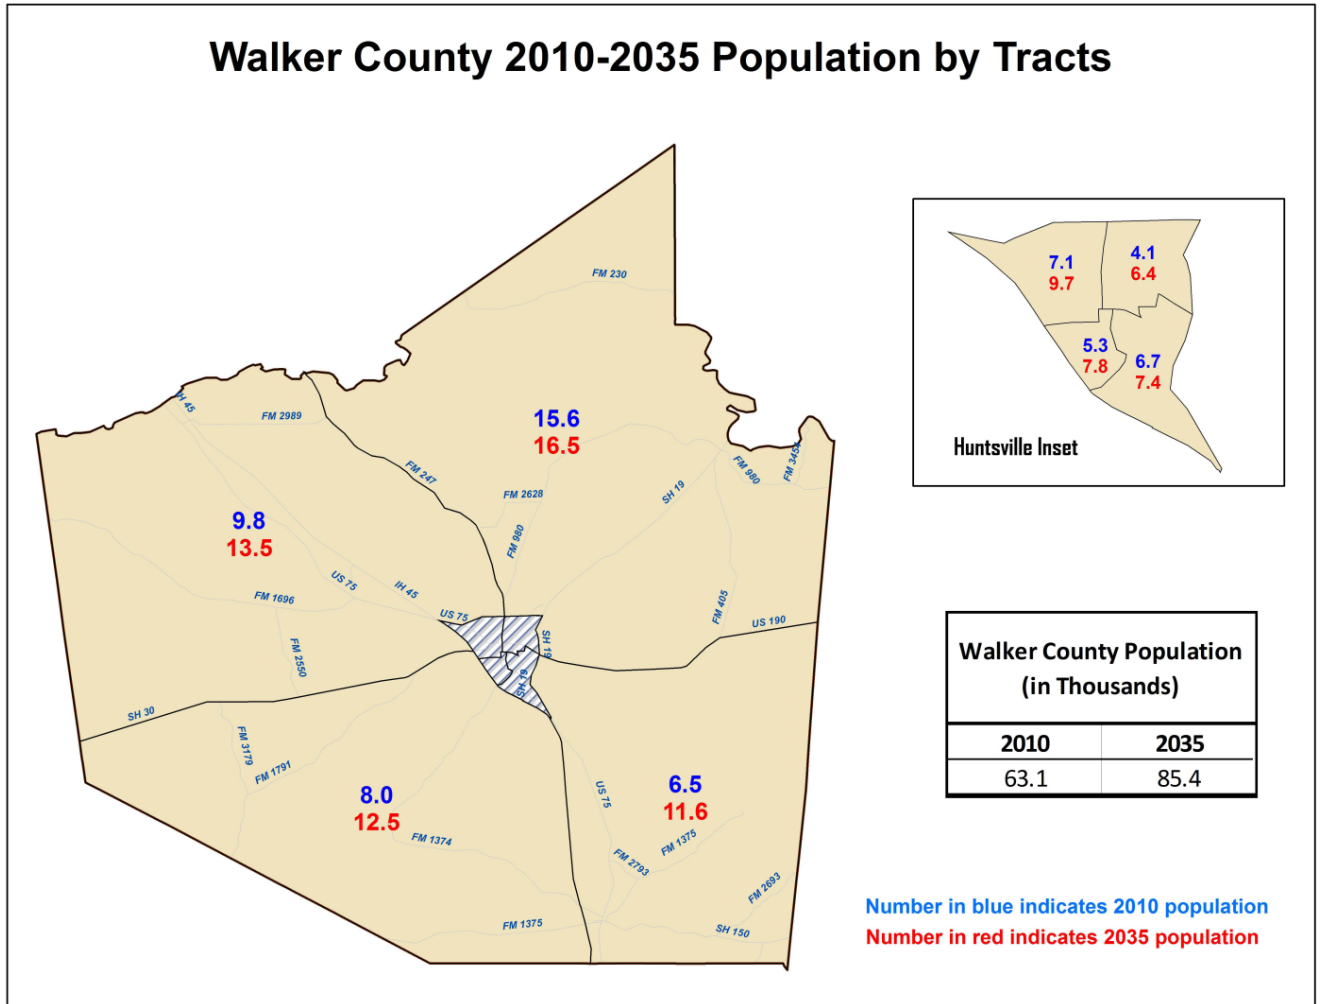 Walker County 2010-2035 Population by Tracts
FM 230
7.1
9.7
4.1
6.4
5.3
7.8
6.7
7.4
Huntsville Inset
IH 45
FM 2989
15.6
16.5
FM 247
FM 2628
SH 19
FM 980
FM 3454
9.8
13.5
FM 980
US 75
IH 45
FM 1696
US 75
FM 405
US 190
SH 19
FM 2550
SH 19
SH 30
FM 3179
FM 1791
8.0
12.5
6.5
11.6
US 75
FM 1374
FM 1375
FM 2793
FM 2693
FM 1375
SH 150
Walker County Population
(in Thousands)
2010 2035
63.1 85.4
Number in blue indicates 2010 population
Number in red indicates 2035 population